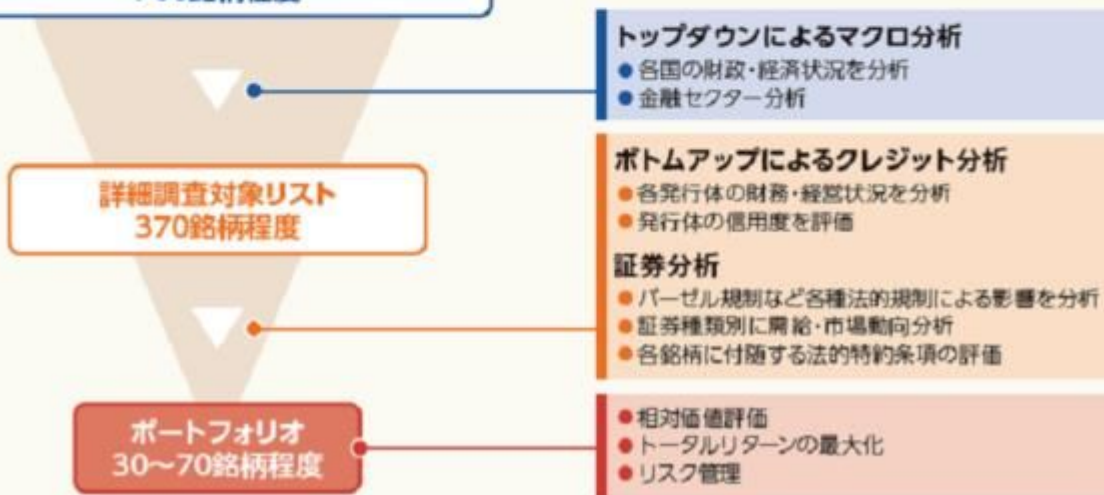 トップダウンによるマクロ分析
●各国の財政・経済状況を分析
●金融セクター分析
詳細調査対象リスト
370銘柄程度
ボトムアップによるクレジット分析
●各発行体の財務・経営状況を分析
●発行体の信用度を評価
証券分析
●バーゼル規制など各種法的規制による影響を分析
●証券種類別に需給・市場動向分析
●各銘柄に付随する法的特約条項の評価
ポートフォリオ
30〜70銘柄程度
●相対価値評価
●トータルリターンの最大化
●リスク管理